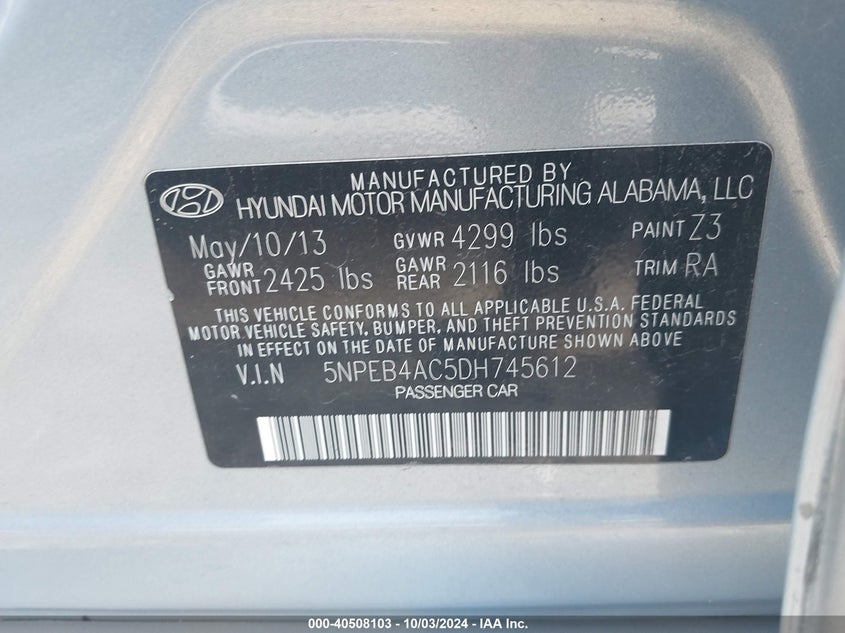 MANUFACTURED BY
HYUNDAI MOTOR MANUFACTURING ALABAMA, LLC
May/10/13 GVWR 4299 lbs PAINT Z3
GAWR FRONT 2425 lbs GAWR REAR 2116 lbs TRIM RA
THIS VEHICLE CONFORMS TO ALL APPLICABLE U.S.A. FEDERAL
MOTOR VEHICLE SAFETY, BUMPER, AND THEFT PREVENTION STANDARDS
IN EFFECT ON THE DATE OF MANUFACTURE SHOWN ABOVE
V.I.N 5NPEB4AC5DH745612
PASSENGER CAR
000-40508103 - 10/03/2024 - IAA Inc.